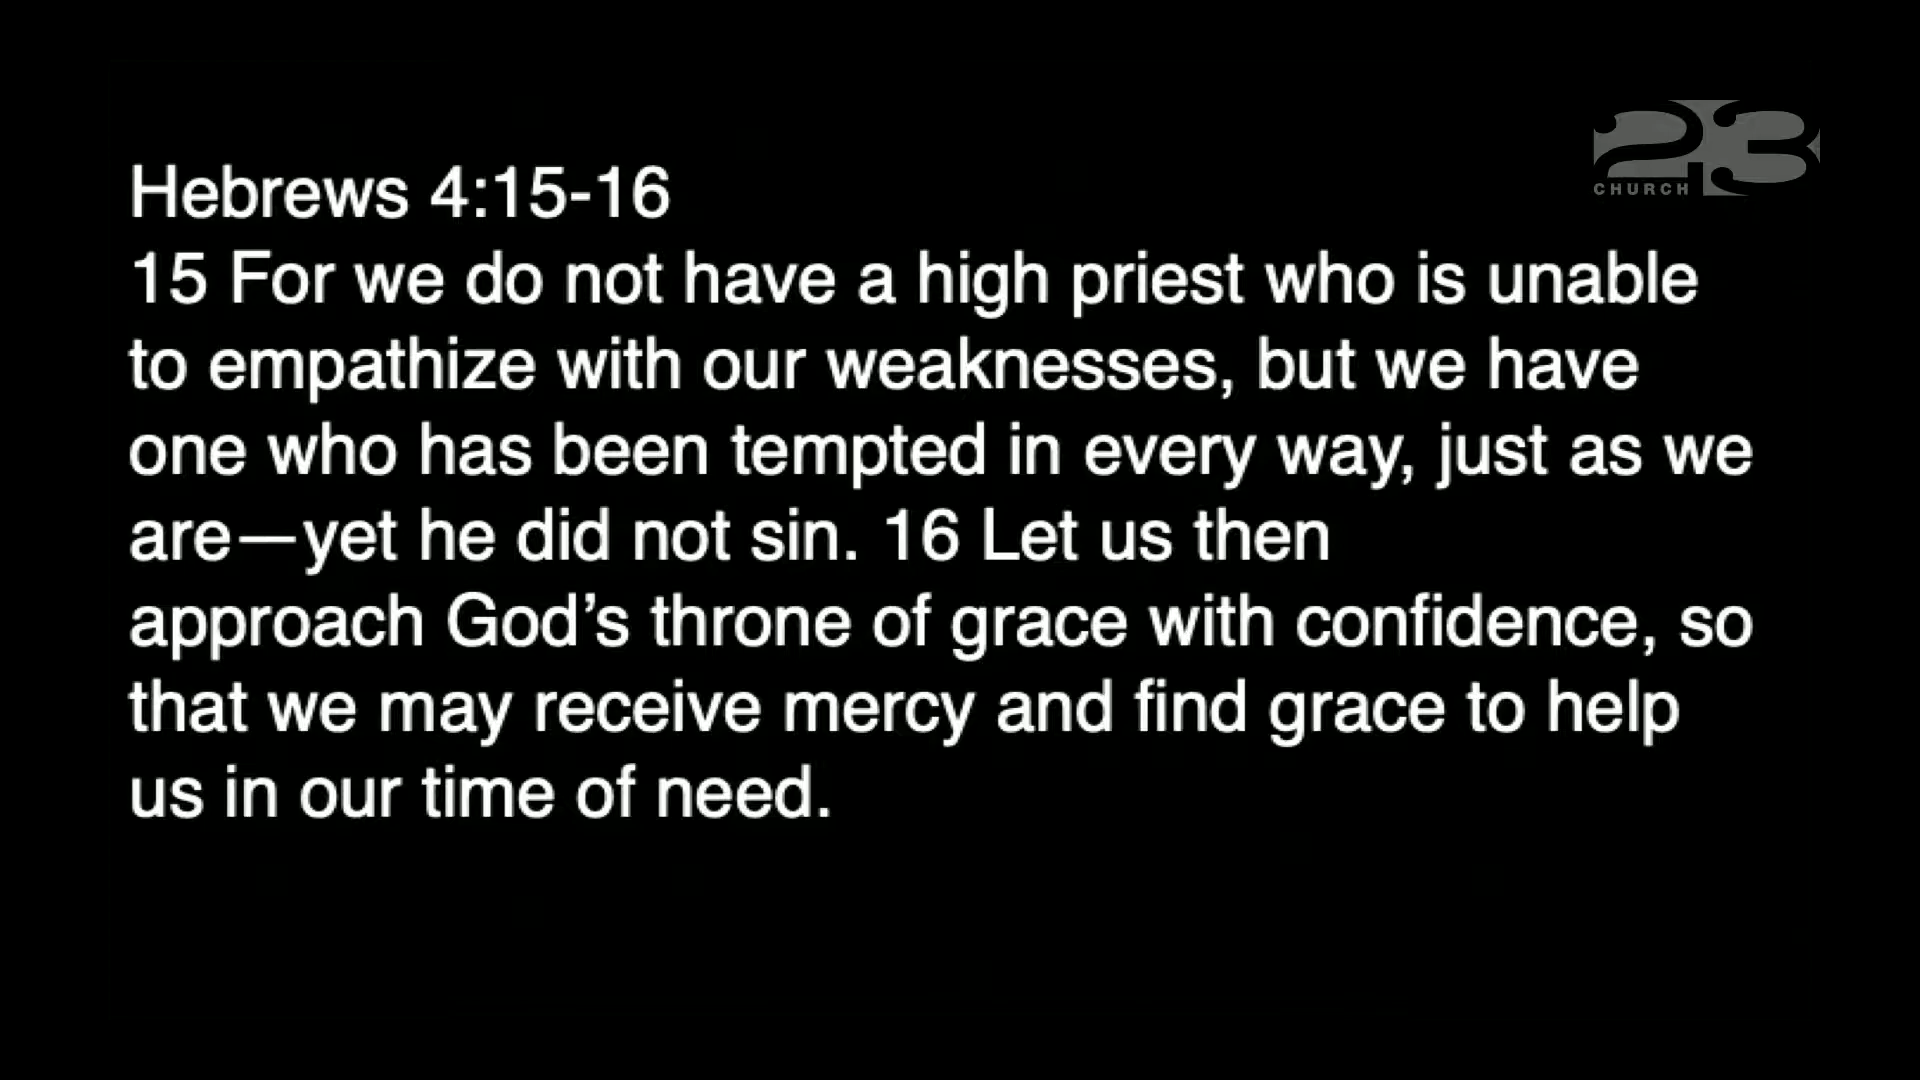 Hebrews 4:15-16
15 For we do not have a high priest who is unable
to empathize with our weaknesses, but we have
one who has been tempted in every way, just as we
are—yet he did not sin. 16 Let us then
approach God’s throne of grace with confidence, so
that we may receive mercy and find grace to help
us in our time of need.
23
CHURCH